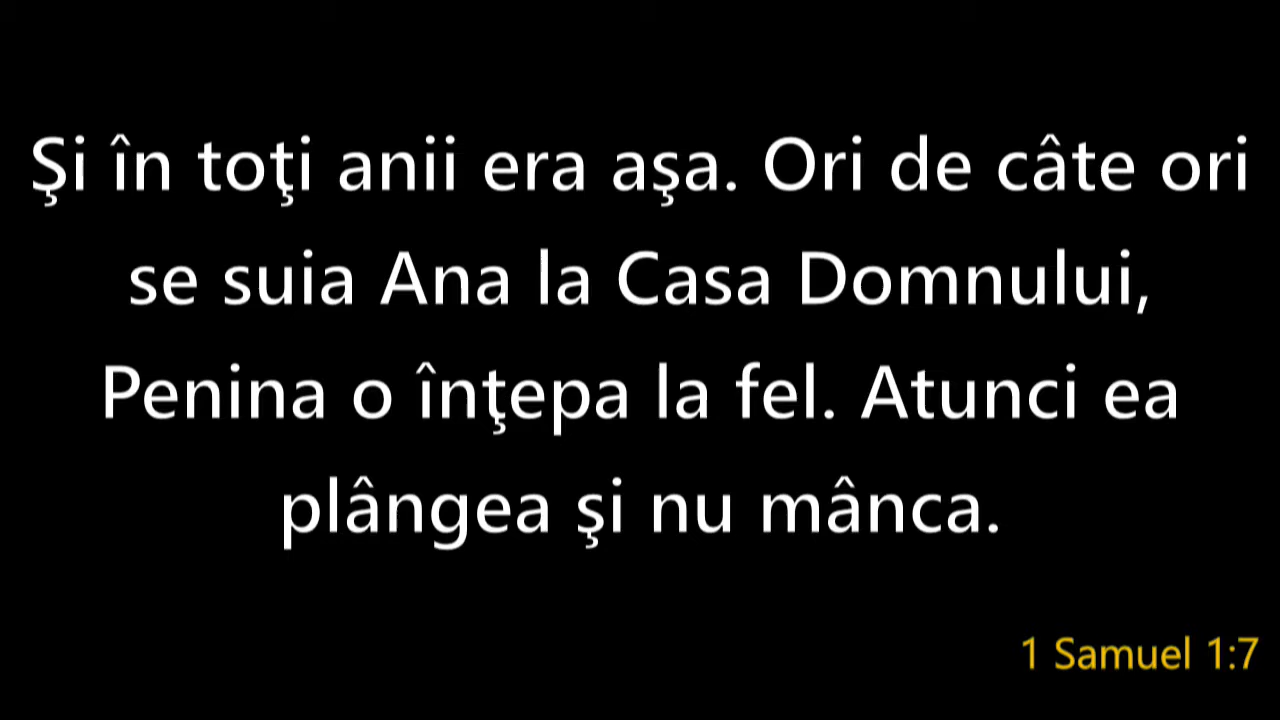 Şi în toţi anii era aşa. Ori de câte ori
se suia Ana la Casa Domnului,
Penina o înţepa la fel. Atunci ea
plângea şi nu mânca.
1 Samuel 1:7